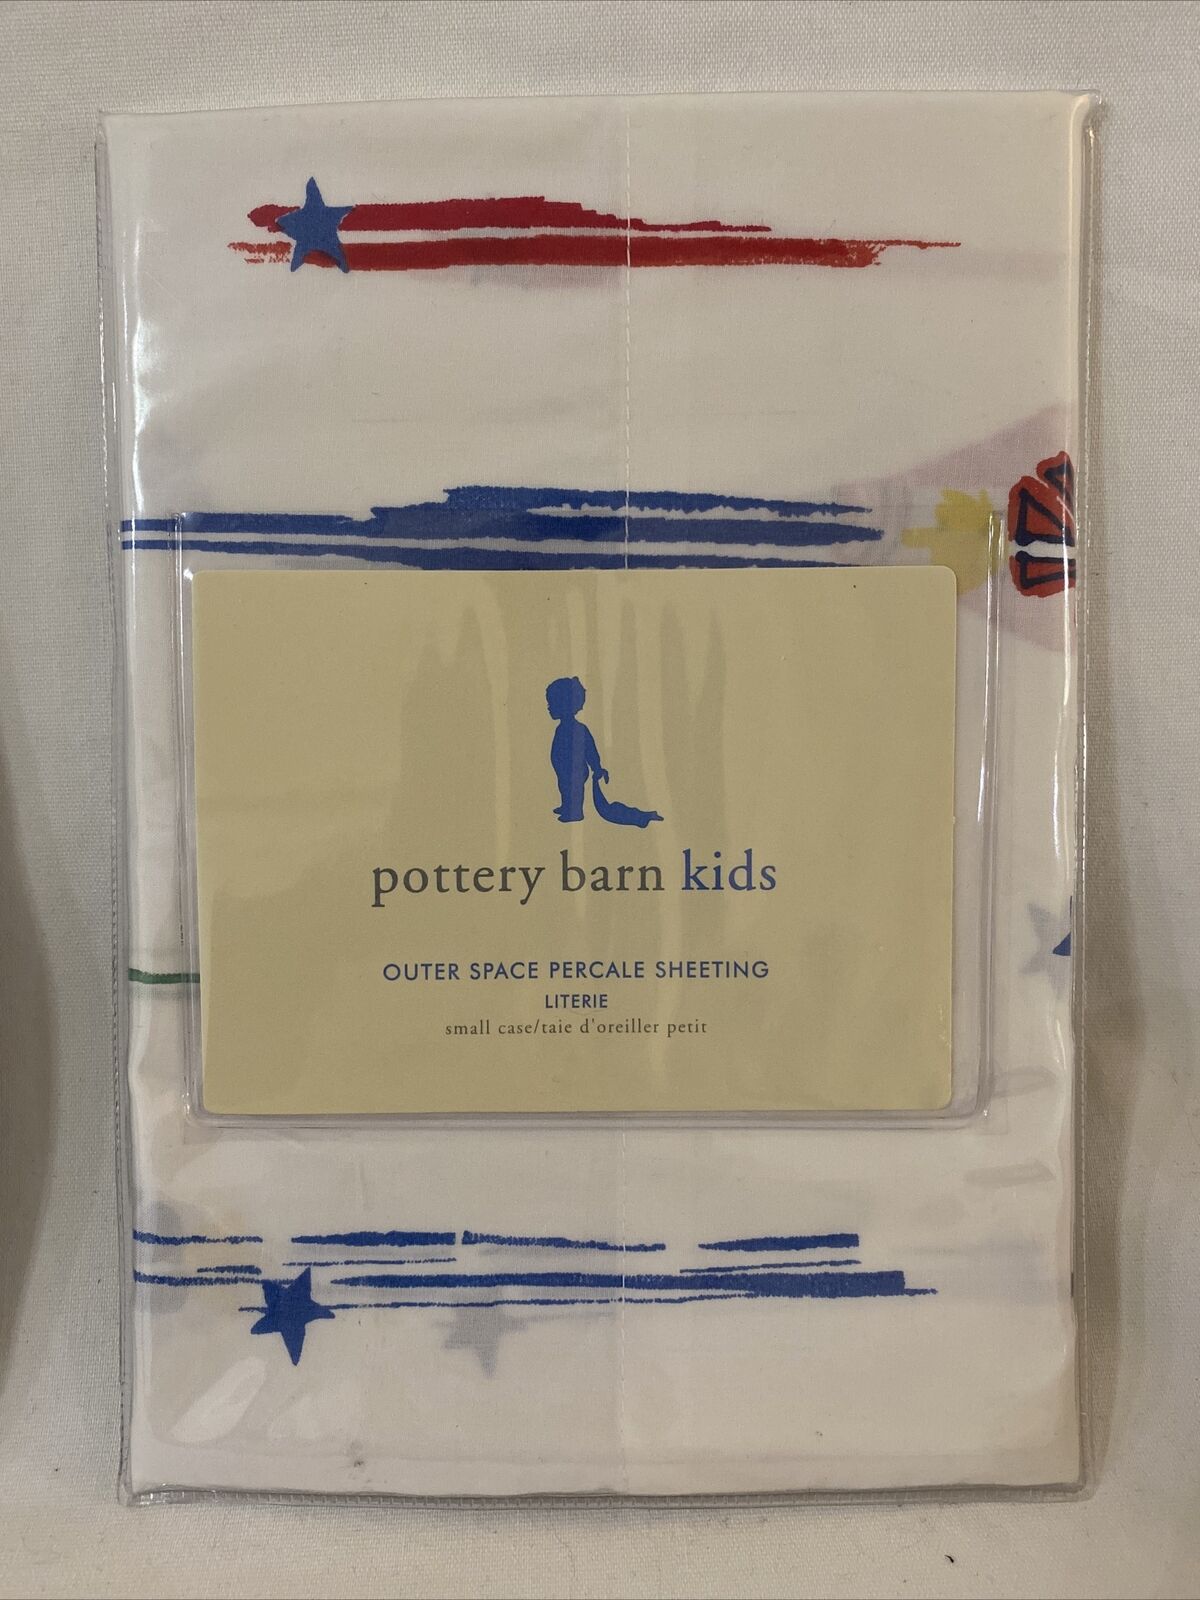 pottery barn kids
OUTER SPACE PERCALE SHEETING
LITERIE
small case/taie d'oreiller petit